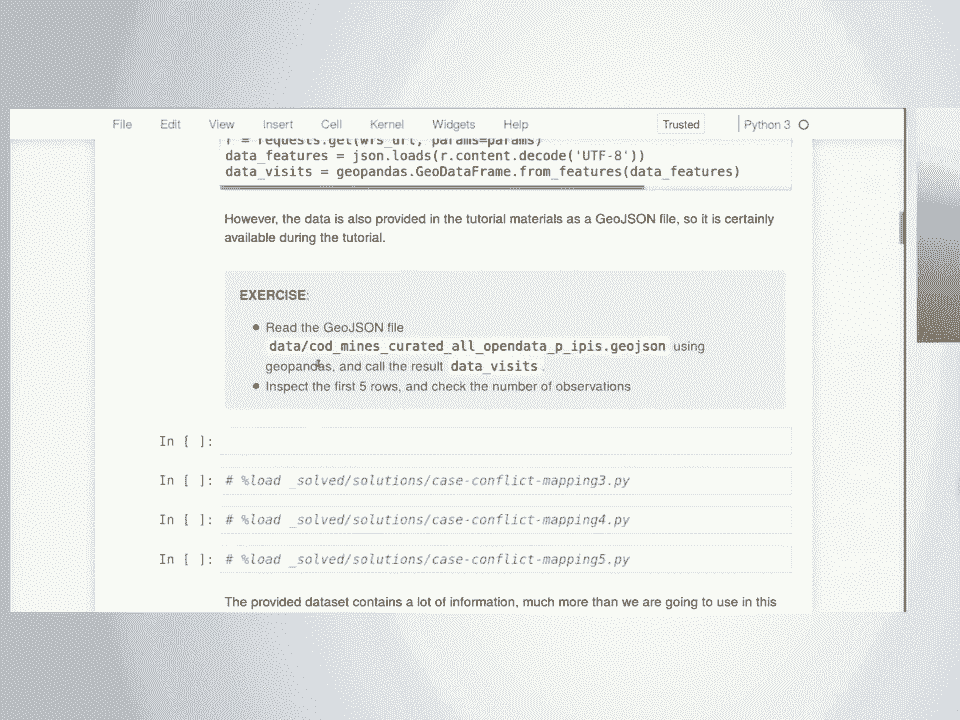 File Edit View Insert Cell Kernel Widgets Help Trusted Python 3
r = requests.get(wfs_url, params=params)
data_features = json.loads(r.content.decode('UTF-8'))
data_visits = geopandas.GeoDataFrame.from_features(data_features)
However, the data is also provided in the tutorial materials as a GeoJSON file, so it is certainly
available during the tutorial.
EXERCISE:
Read the GeoJSON file
data/cod_mines_curated_all_opendata_p_ipis.geojson using
geopandas, and call the result data_visits.
Inspect the first 5 rows, and check the number of observations
In [ ]:
In [ ]: # %load _solved/solutions/case-conflict-mapping3.py
In [ ]: # %load _solved/solutions/case-conflict-mapping4.py
In [ ]: # %load _solved/solutions/case-conflict-mapping5.py
The provided dataset contains a lot of information, much more than we are going to use in this